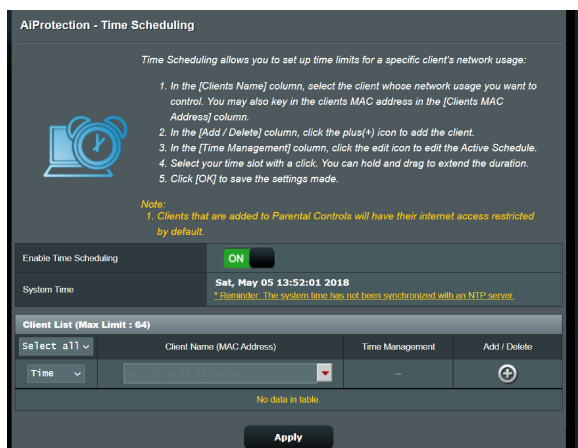 AiProtection - Time Scheduling
Time Scheduling allows you to set up time limits for a specific client's network usage:
1. In the [Clients Name] column, select the client whose network usage you want to
control. You may also key in the clients MAC address in the [Clients MAC
Address] column.
2. In the [Add / Delete] column, click the plus(+) icon to add the client.
3. In the [Time Management] column, click the edit icon to edit the Active Schedule.
4. Select your time slot with a click. You can hold and drag to extend the duration.
5. Click [OK] to save the settings made.
Note:
1. Clients that are added to Parental Controls will have their internet access restricted
by default.
Enable Time Scheduling ON
System Time Sat, May 05 13:52:01 2018
* Reminder: The system time has not been synchronized with an NTP server.
Client List (Max Limit : 64)
Select all Client Name (MAC Address) Time Management Add / Delete
Time –
No data in table.
Apply